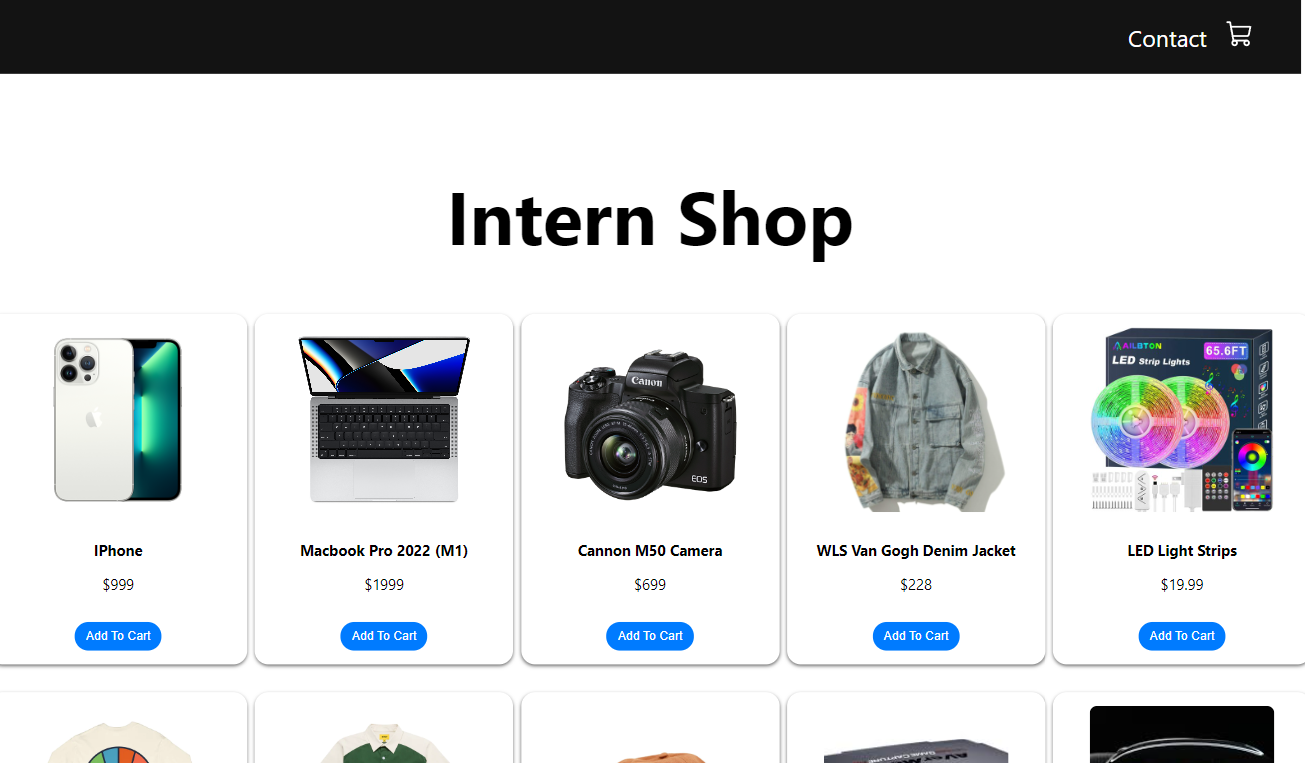 Contact
Intern Shop
Canon
EOS
AILBTON
65.6FT
LED Strip Lights
IPhone
Macbook Pro 2022 (M1)
Cannon M50 Camera
WLS Van Gogh Denim Jacket
LED Light Strips
$999
$1999
$699
$228
$19.99
Add To Cart
Add To Cart
Add To Cart
Add To Cart
Add To Cart
GAME CAPTURE